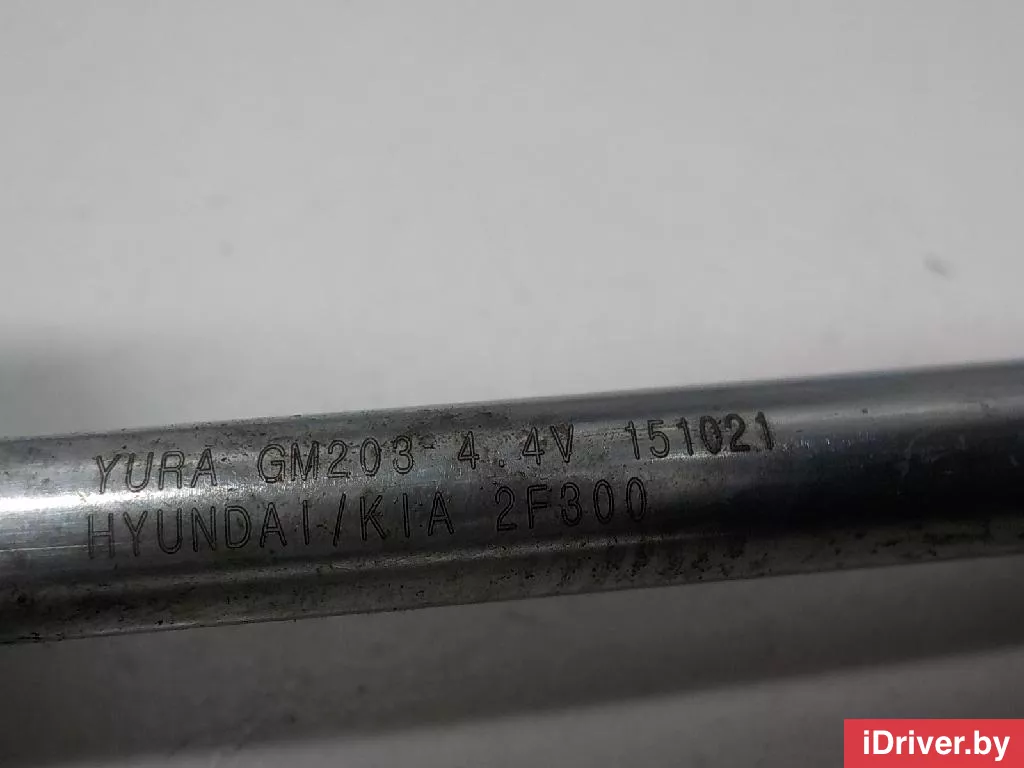 YURA GM203 4.4V 151021
HYUNDAI/KIA 2F300
iDriver.by